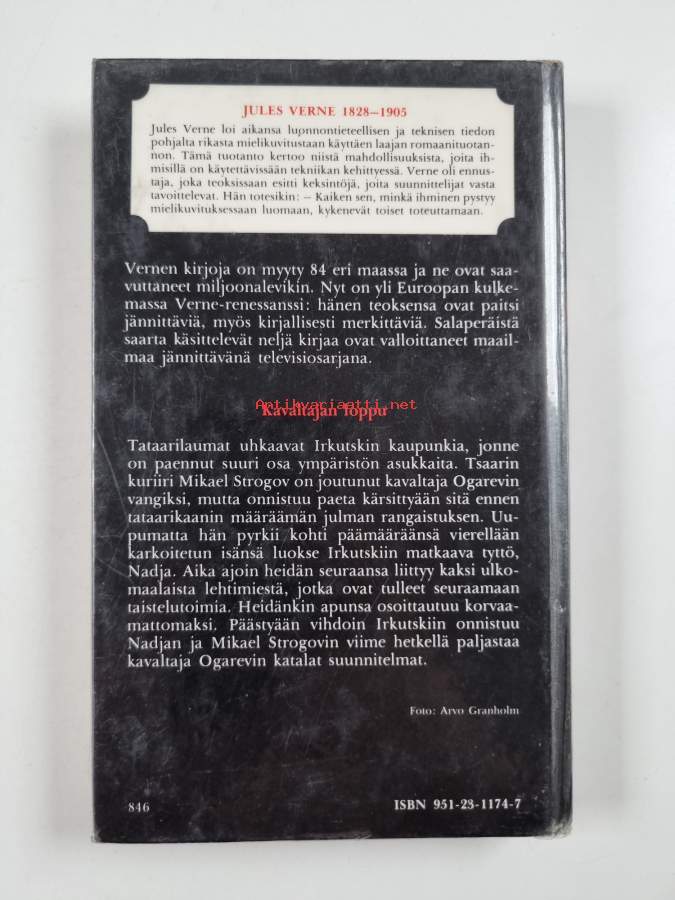 JULES VERNE 1828–1905
Jules Verne loi aikansa luonnontieteellisen ja teknisen tiedon
pohjalta rikasta mielikuvitustaan käyttäen laajan romaanituotan-
non. Tämä tuotanto kertoo niistä mahdollisuuksista, joita ih-
misillä on käytettävissään tekniikan kehittyessä. Verne oli ennus-
taja, joka teoksissaan esitti keksintöjä, joita suunnittelijat vasta
tavoittelevat. Hän totesikin: – Kaiken sen, minkä ihminen pystyy
mielikuvituksessaan luomaan, kykenevät toiset toteuttamaan.
Vernen kirjoja on myyty 84 eri maassa ja ne ovat saa-
vuttaneet miljoonalevikin. Nyt on yli Euroopan kulke-
massa Verne-renessanssi: hänen teoksensa ovat paitsi
jännittäviä, myös kirjallisesti merkittäviä. Salaperäistä
saarta käsittelevät neljä kirjaa ovat valloittaneet maail-
maa jännittävänä televisiosarjana.
Antikvariaatti.net
Kavaltajan loppu
Tataarilaumat uhkaavat Irkutskin kaupunkia, jonne
on paennut suuri osa ympäristön asukkaita. Tsaarin
kuriiri Mikael Strogov on joutunut kavaltaja Ogarevin
vangiksi, mutta onnistuu paeta kärsittyään sitä ennen
tataarikaanin määräämän julman rangaistuksen. Uu-
pumatta hän pyrkii kohti päämääräänsä vierellään
karkoitetun isänsä luokse Irkutskiin matkaava tyttö,
Nadja. Aika ajoin heidän seuraansa liittyy kaksi ulko-
maalaista lehtimiestä, jotka ovat tulleet seuraamaan
taistelutoimia. Heidänkin apunsa osoittautuu korvaa-
mattomaksi. Päästyään vihdoin Irkutskiin onnistuu
Nadjan ja Mikael Strogovin viime hetkellä paljastaa
kavaltaja Ogarevin katalat suunnitelmat.
Foto: Arvo Granholm
846
ISBN 951-23-1174-7